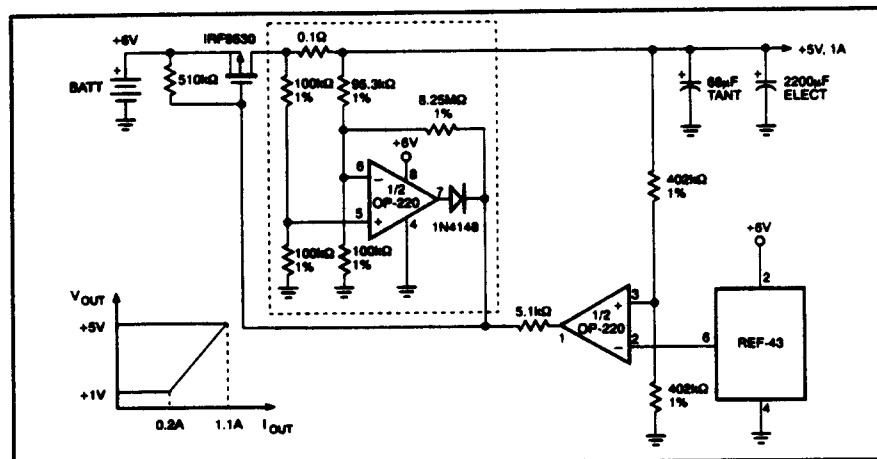 +6V
IRF9530
0.1Ω
+5V, 1A
BATT
510kΩ
100kΩ
1%
95.3kΩ
1%
8.25MΩ
1%
68μF
TANT
2200μF
ELECT
+6V
6
8
1/2
OP-220
7
5
4
1N4148
402kΩ
1%
+6V
100kΩ
1%
100kΩ
1%
2
VOUT
+5V
+1V
0.2A
1.1A
IOUT
5.1kΩ
1
1/2
OP-220
3
2
6
REF-43
402kΩ
1%
4